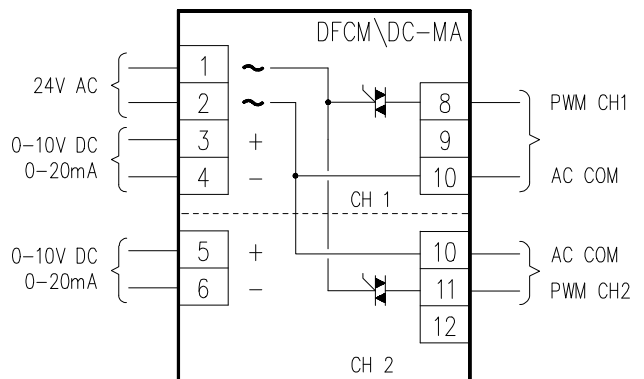 DFCM\DC-MA
24V AC
1 ~
2 ~
0-10V DC
0-20mA
3 +
4 -
8 PWM CH1
9
10 AC COM
CH 1
0-10V DC
0-20mA
5 +
6 -
10 AC COM
11 PWM CH2
12
CH 2